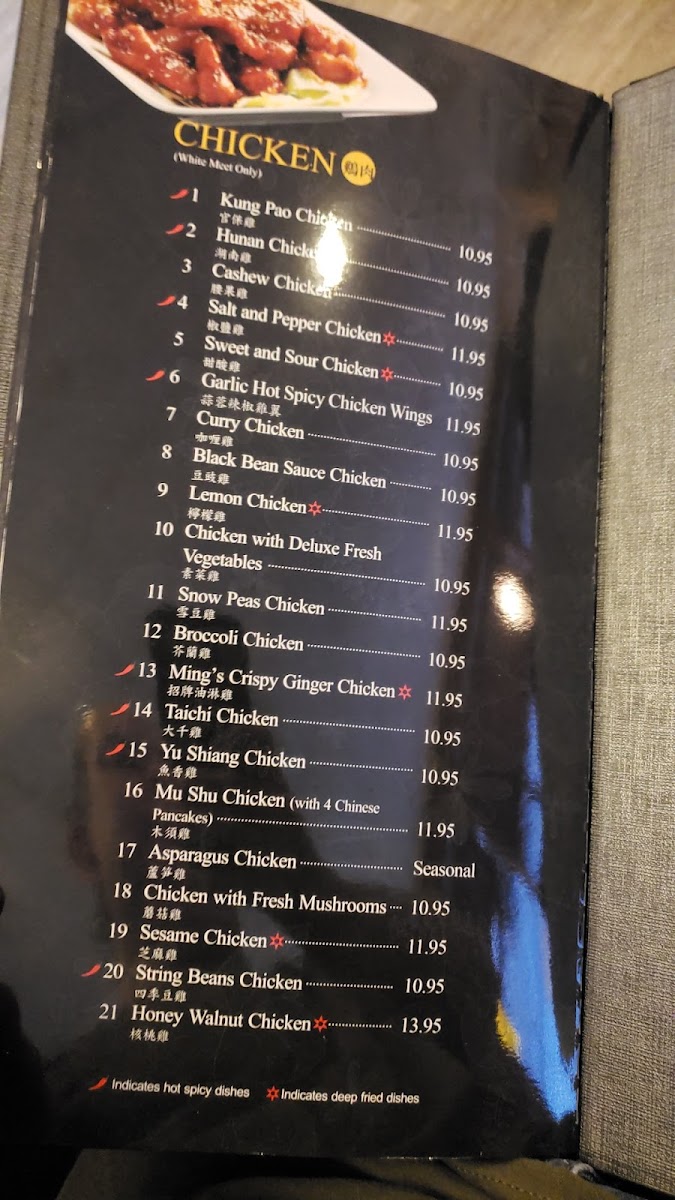 CHICKEN 鷄肉
(White Meet Only)
1 Kung Pao Chicken 10.95
官保雞
2 Hunan Chicken 10.95
湖南雞
3 Cashew Chicken 10.95
腰果雞
4 Salt and Pepper Chicken 11.95
椒鹽雞
5 Sweet and Sour Chicken 10.95
甜酸雞
6 Garlic Hot Spicy Chicken Wings 11.95
蒜蓉辣椒雞翼
7 Curry Chicken 10.95
咖喱雞
8 Black Bean Sauce Chicken 10.95
豆豉雞
9 Lemon Chicken 11.95
檸檬雞
10 Chicken with Deluxe Fresh
Vegetables 10.95
素菜雞
11 Snow Peas Chicken 11.95
雪豆雞
12 Broccoli Chicken 10.95
芥蘭雞
13 Ming's Crispy Ginger Chicken 11.95
招牌油淋雞
14 Taichi Chicken 10.95
大千雞
15 Yu Shiang Chicken 10.95
魚香雞
16 Mu Shu Chicken (with 4 Chinese
Pancakes) 11.95
木須雞
17 Asparagus Chicken Seasonal
蘆笋雞
18 Chicken with Fresh Mushrooms 10.95
蘑菇雞
19 Sesame Chicken 11.95
芝麻雞
20 String Beans Chicken 10.95
四季豆雞
21 Honey Walnut Chicken 13.95
核桃雞
Indicates hot spicy dishes Indicates deep fried dishes